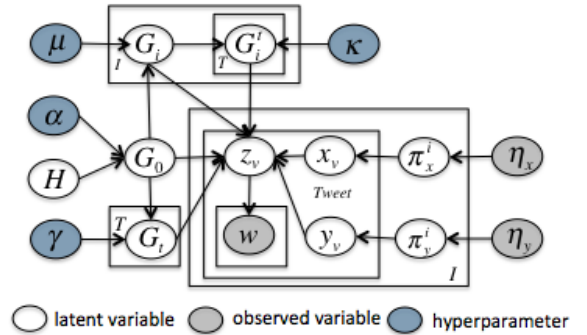 μ G_i G_i^t κ
I T
α
G_0 z_v x_v π_x^i η_x
H
Tweet
γ T G_t w y_v π_y^i η_y
I
latent variable observed variable hyperparameter